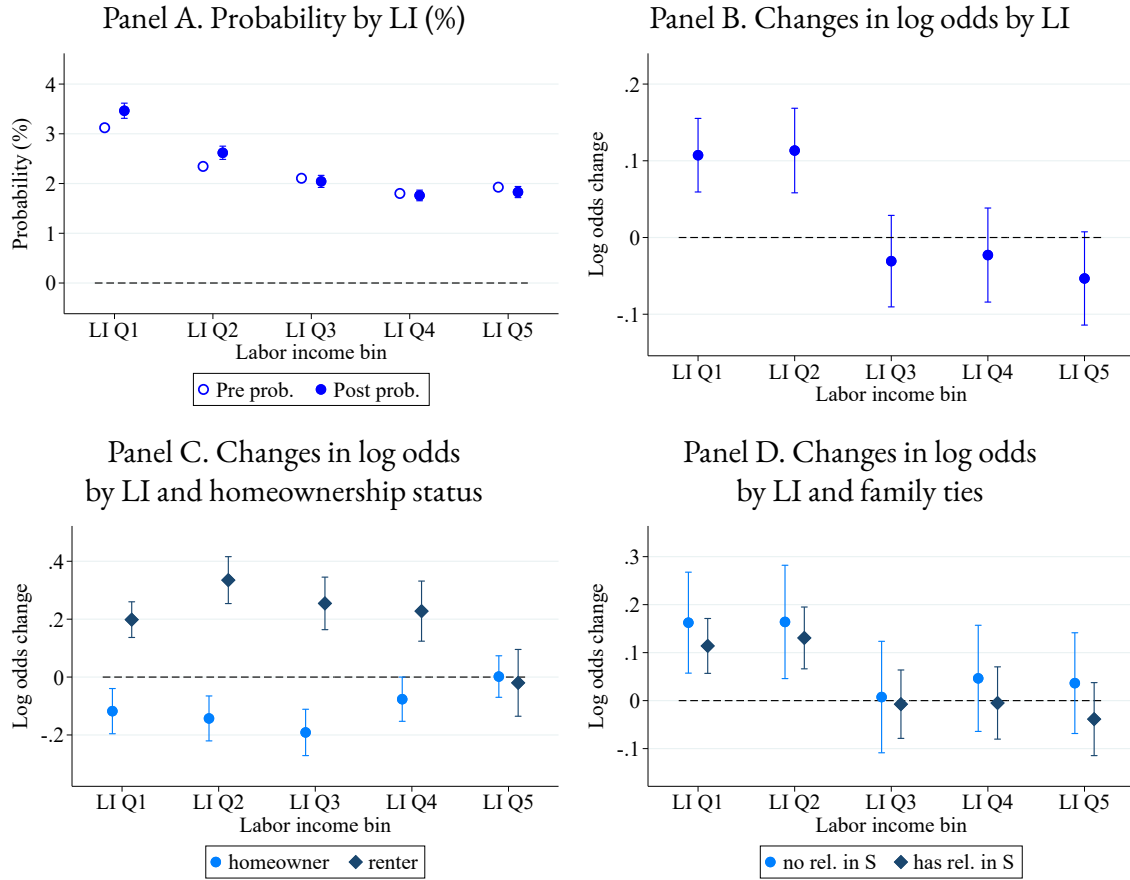 Panel A. Probability by LI (%)
Probability (%)
4
3
2
1
0
LI Q1
LI Q2
LI Q3
LI Q4
LI Q5
Labor income bin
Pre prob.
Post prob.
Panel B. Changes in log odds by LI
Log odds change
.2
.1
0
-.1
LI Q1
LI Q2
LI Q3
LI Q4
LI Q5
Labor income bin
Panel C. Changes in log odds
by LI and homeownership status
Log odds change
.4
.2
0
-.2
LI Q1
LI Q2
LI Q3
LI Q4
LI Q5
Labor income bin
homeowner
renter
Panel D. Changes in log odds
by LI and family ties
Log odds change
.3
.2
.1
0
-.1
LI Q1
LI Q2
LI Q3
LI Q4
LI Q5
Labor income bin
no rel. in S
has rel. in S